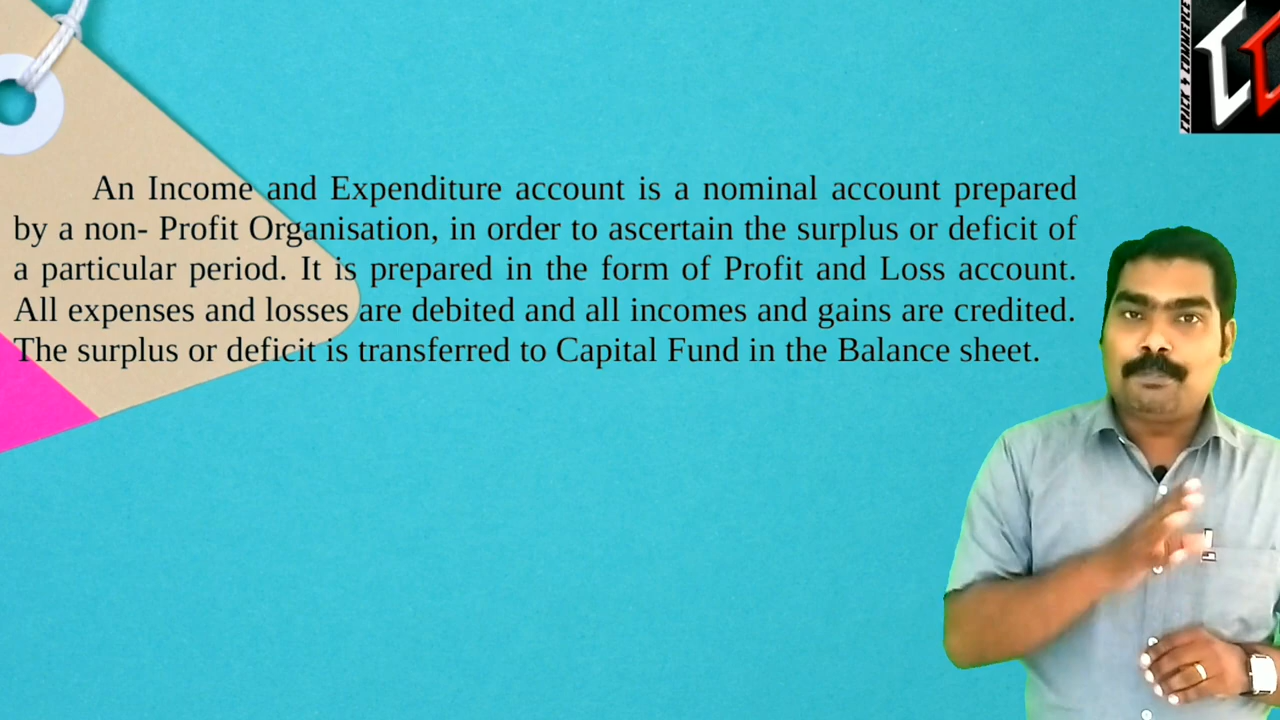 CRICK 4 COMMERCE
An Income and Expenditure account is a nominal account prepared
by a non- Profit Organisation, in order to ascertain the surplus or deficit of
a particular period. It is prepared in the form of Profit and Loss account.
All expenses and losses are debited and all incomes and gains are credited.
The surplus or deficit is transferred to Capital Fund in the Balance sheet.